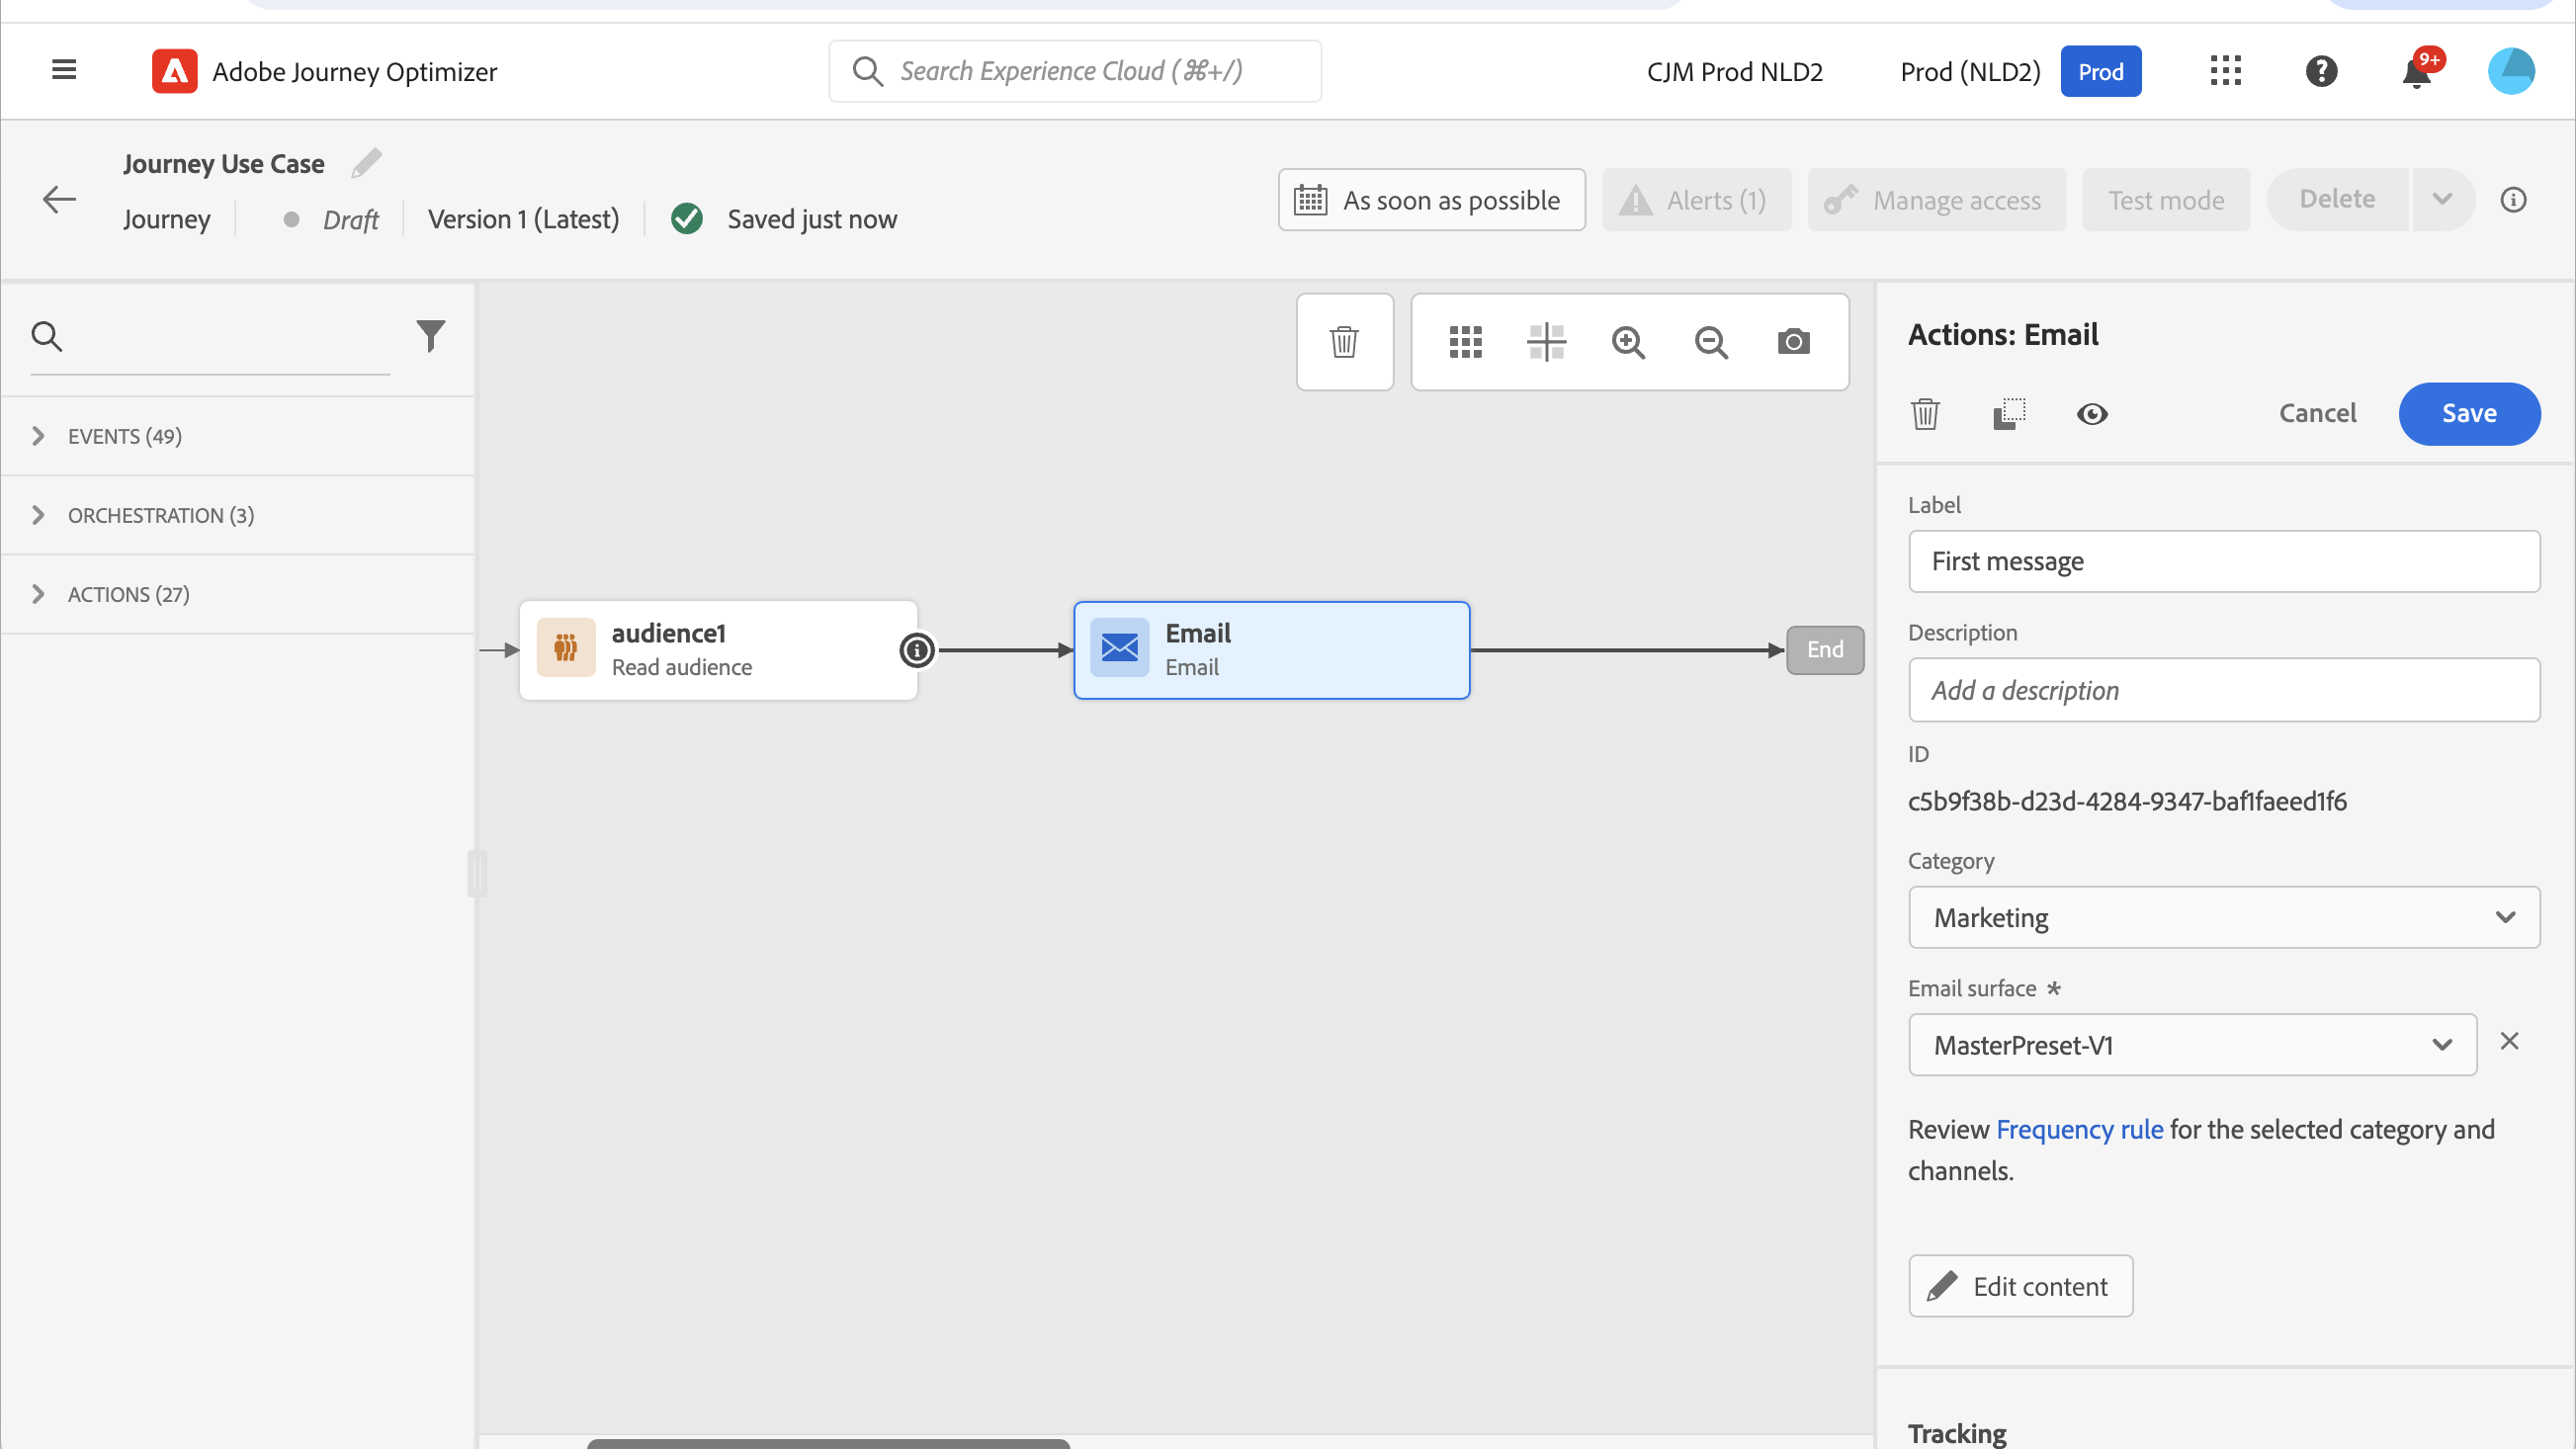 Adobe Journey Optimizer
Search Experience Cloud (⌘+/)
CJM Prod NLD2
Prod (NLD2)
Prod
9+
Journey Use Case
Journey
Draft
Version 1 (Latest)
Saved just now
As soon as possible
Alerts (1)
Manage access
Test mode
Delete
EVENTS (49)
ORCHESTRATION (3)
ACTIONS (27)
audience1
Read audience
Email
Email
End
Actions: Email
Cancel
Save
Label
First message
Description
Add a description
ID
c5b9f38b-d23d-4284-9347-baf1faeed1f6
Category
Marketing
Email surface *
MasterPreset-V1
Review Frequency rule for the selected category and
channels.
Edit content
Tracking